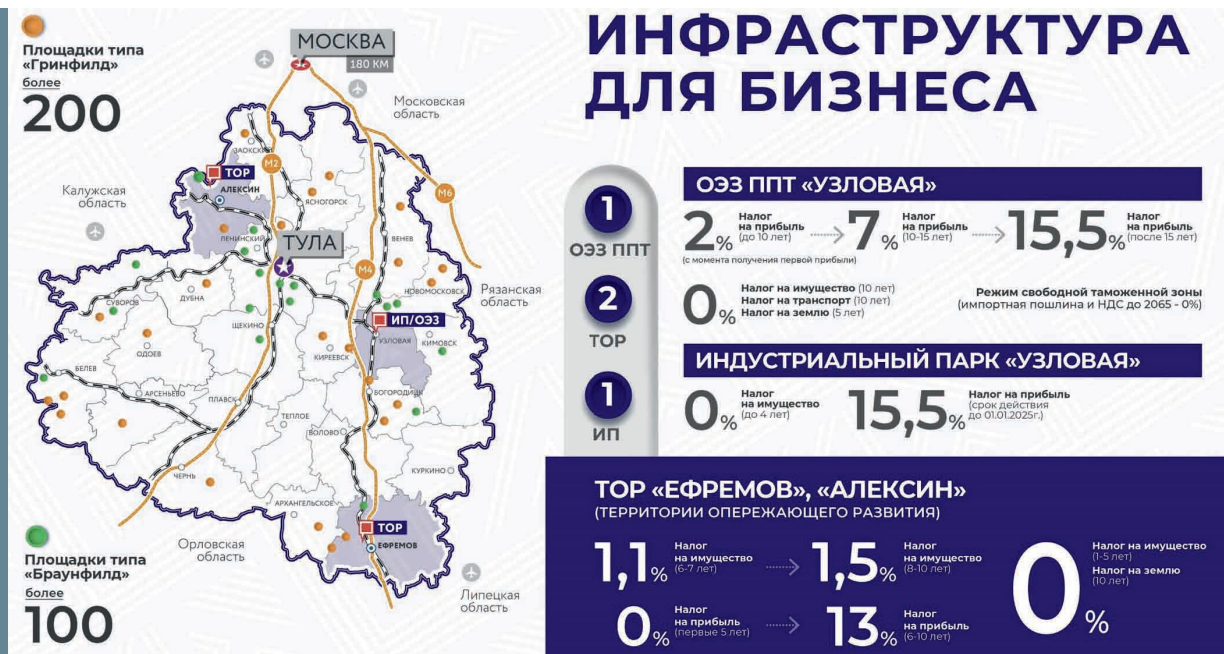 Площадки типа
«Гринфилд»
более
200
МОСКВА
180 КМ
Московская
область
Калужская
область
ЗАОКСКИЙ
ТОР
АЛЕКСИН
М2
М6
ЯСНОГОРСК
ЛЕНИНСКИЙ
ТУЛА
ВЕНЕВ
М4
НОВОМОСКОВСК
Рязанская
область
СУВОРОВ
ДУБНА
ЩЕКИНО
ИП/ОЭЗ
УЗЛОВАЯ
КИМОВСК
ОДОЕВ
КИРЕЕВСК
БЕЛЕВ
АРСЕНЬЕВО
ПЛАВСК
БОГОРОДИЦК
ТЕПЛОЕ
ВОЛОВО
КУРКИНО
ЧЕРНЬ
АРХАНГЕЛЬСКОЕ
ТОР
ЕФРЕМОВ
Орловская
область
Липецкая
область
Площадки типа
«Браунфилд»
более
100
ИНФРАСТРУКТУРА
ДЛЯ БИЗНЕСА
1
ОЭЗ ППТ
2
ТОР
1
ИП
ОЭЗ ППТ «УЗЛОВАЯ»
2% Налог
на прибыль
(до 10 лет)
(с момента получения первой прибыли)
7% Налог
на прибыль
(10-15 лет)
15,5% Налог
на прибыль
(после 15 лет)
0% Налог на имущество (10 лет)
Налог на транспорт (10 лет)
Налог на землю (5 лет)
Режим свободной таможенной зоны
(импортная пошлина и НДС до 2065 - 0%)
ИНДУСТРИАЛЬНЫЙ ПАРК «УЗЛОВАЯ»
0% Налог
на имущество
(до 4 лет)
15,5% Налог на прибыль
(срок действия
до 01.01.2025г.)
ТОР «ЕФРЕМОВ», «АЛЕКСИН»
(ТЕРРИТОРИИ ОПЕРЕЖАЮЩЕГО РАЗВИТИЯ)
1,1% Налог
на имущество
(6-7 лет)
1,5% Налог
на имущество
(8-10 лет)
0% Налог
на прибыль
(первые 5 лет)
13% Налог
на прибыль
(6-10 лет)
0% Налог на имущество
(1-5 лет)
Налог на землю
(10 лет)